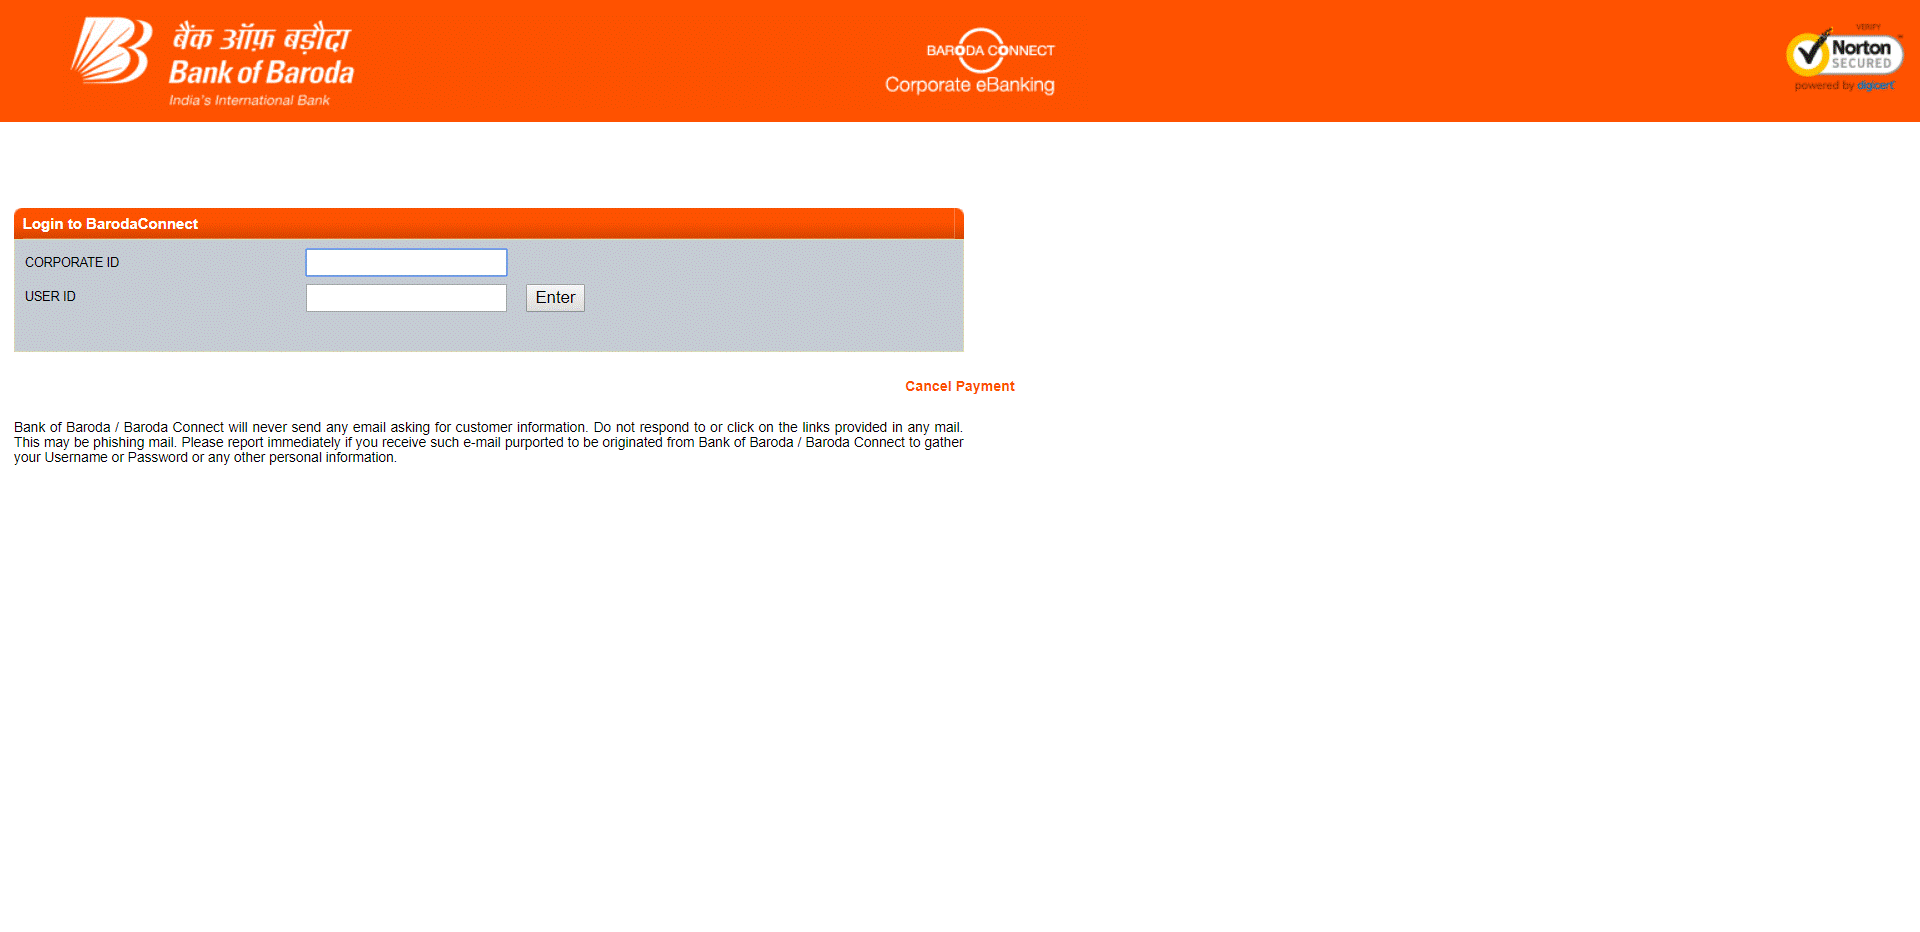 बैंक ऑफ़ बड़ौदा
Bank of Baroda
India's International Bank
BARODA CONNECT
Corporate eBanking
VERIFY
Norton
SECURED
powered by digicert
Login to BarodaConnect
CORPORATE ID
USER ID
Enter
Cancel Payment
Bank of Baroda / Baroda Connect will never send any email asking for customer information. Do not respond to or click on the links provided in any mail.
This may be phishing mail. Please report immediately if you receive such e-mail purported to be originated from Bank of Baroda / Baroda Connect to gather
your Username or Password or any other personal information.